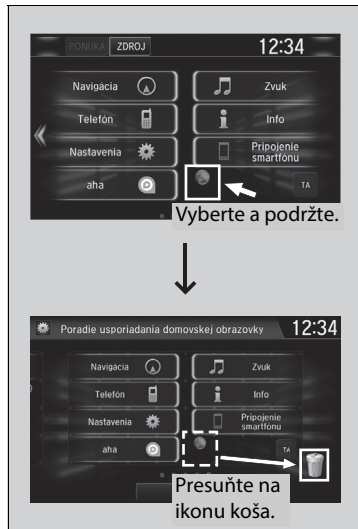 PONUKA ZDROJ 12:34
Navigácia Zvuk
Telefón Info
Nastavenia Pripojenie
smartfónu
aha TA
Vyberte a podržte.
Poradie usporiadania domovskej obrazovky 12:34
Navigácia Zvuk
Telefón Info
Nastavenia Pripojenie
smartfónu
aha TA
Presuňte na
ikonu koša.